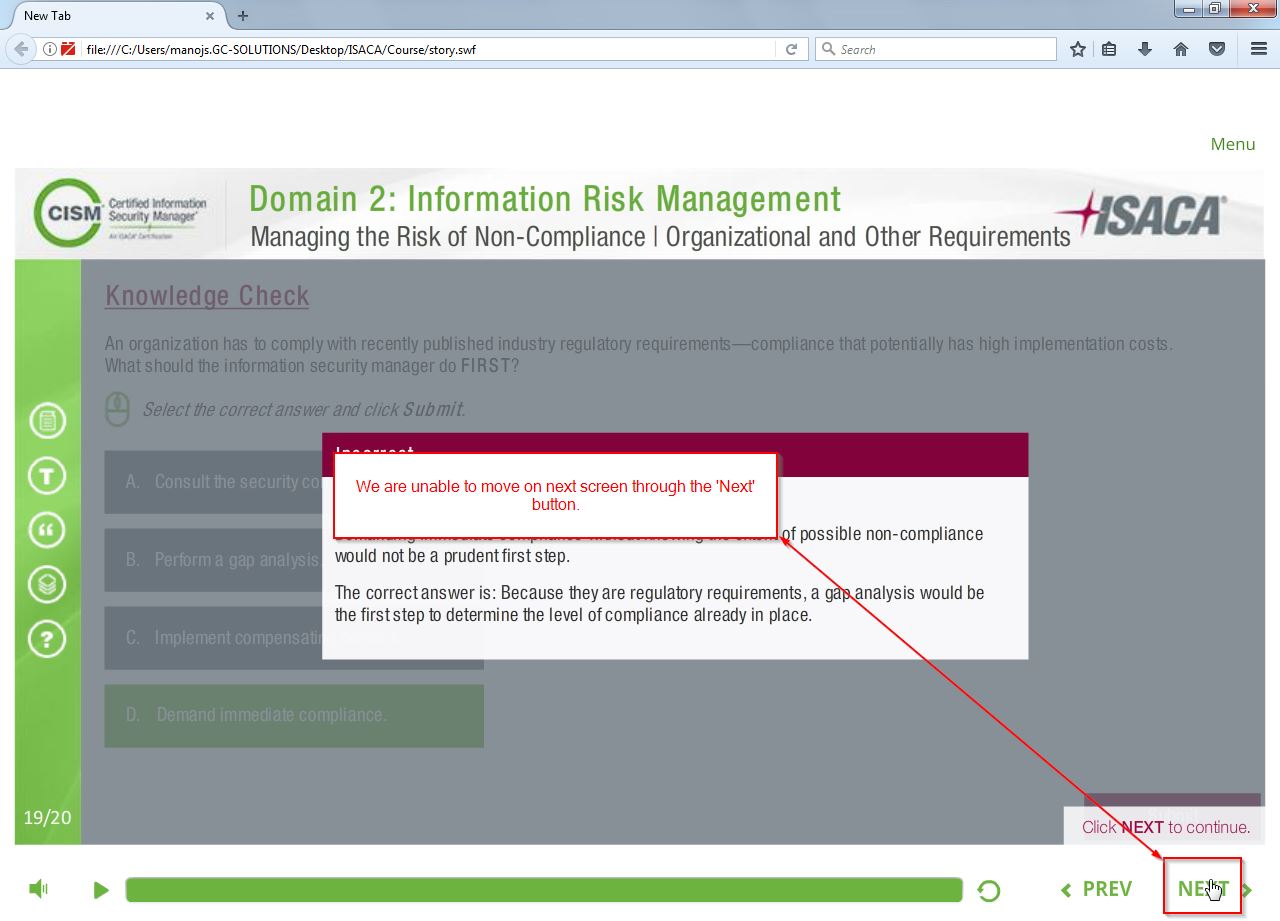 New Tab
file:///C:/Users/manojs.GC-SOLUTIONS/Desktop/ISACA/Course/story.swf
Search
Menu
CISM Certified Information
Security Manager®
An ISACA® Certification
Domain 2: Information Risk Management
Managing the Risk of Non-Compliance | Organizational and Other Requirements
ISACA®
Knowledge Check
An organization has to comply with recently published industry regulatory requirements—compliance that potentially has high implementation costs.
What should the information security manager do FIRST?
Select the correct answer and click Submit.
Incorrect
A. Consult the security co
We are unable to move on next screen through the 'Next'
button.
of possible non-compliance
would not be a prudent first step.
B. Perform a gap analysis.
The correct answer is: Because they are regulatory requirements, a gap analysis would be
the first step to determine the level of compliance already in place.
C. Implement compensatin
D. Demand immediate compliance.
19/20
Click NEXT to continue.
PREV
NEXT